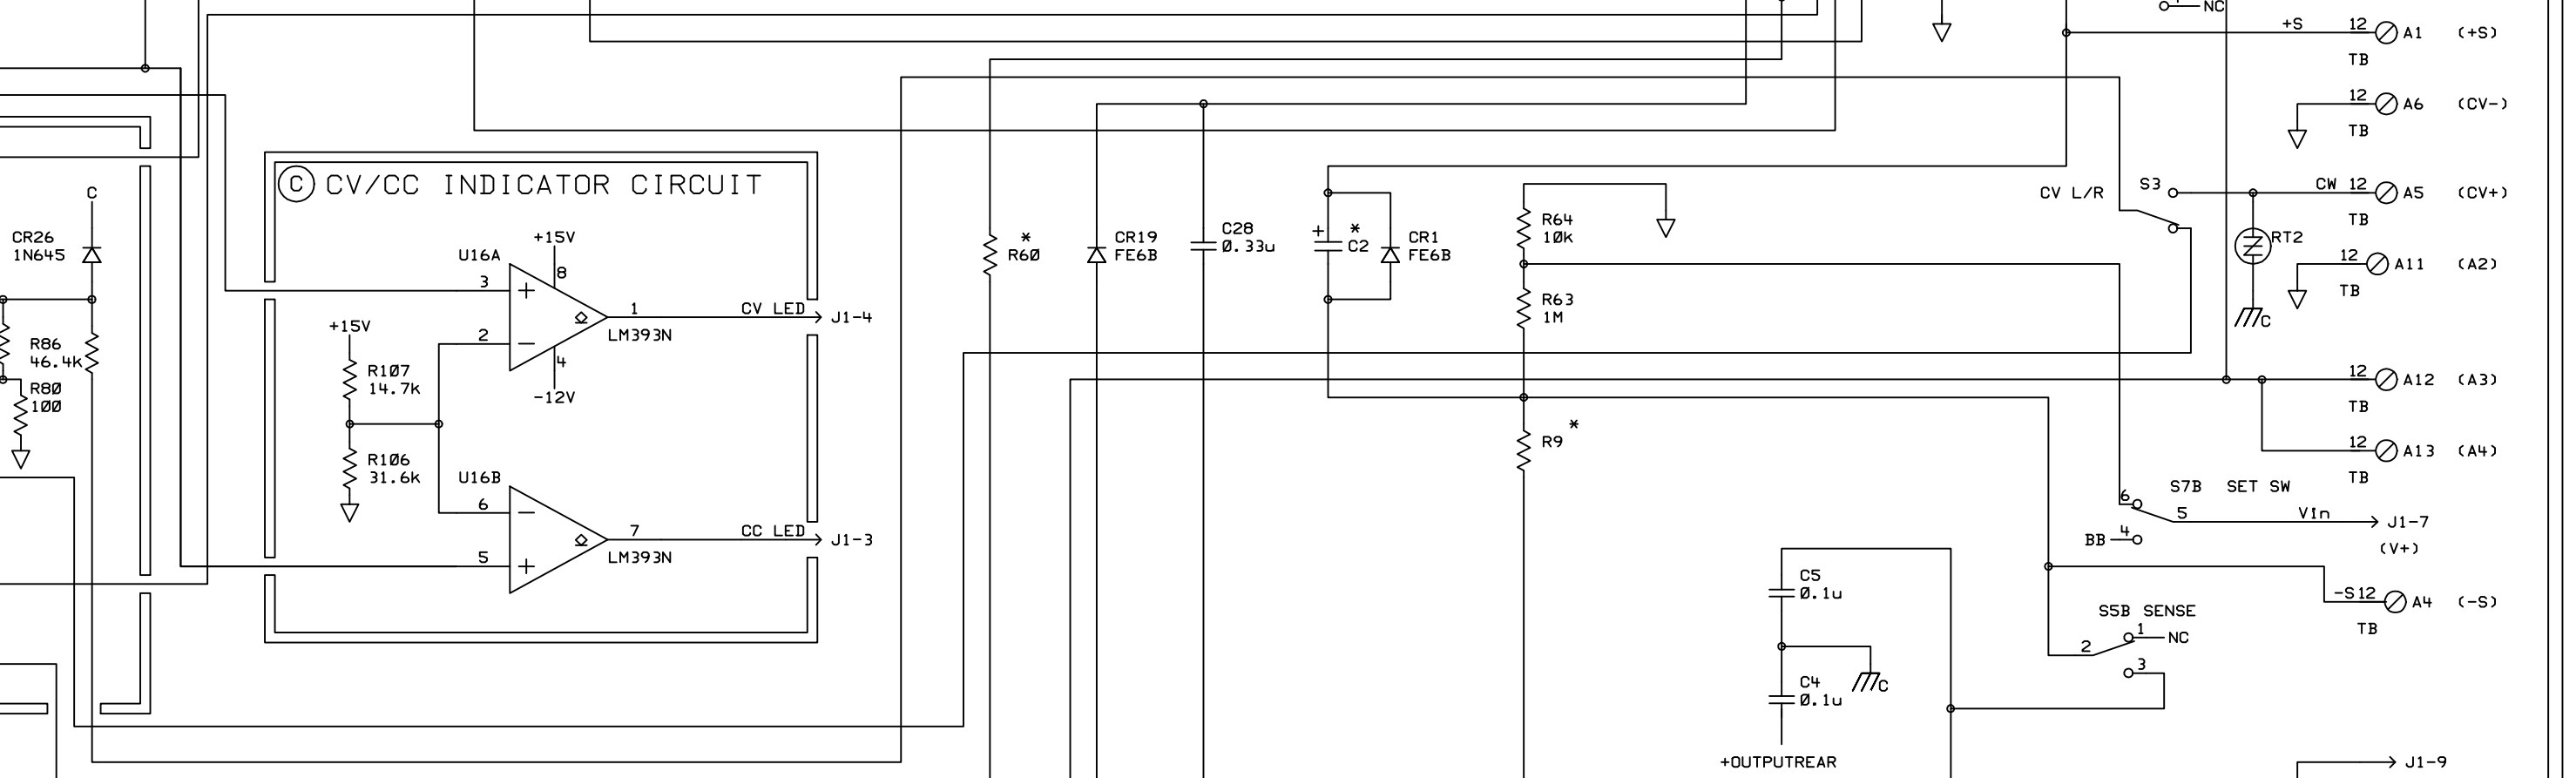 NC
+S 12 A1 (+S)
TB
12 A6 (CV-)
TB
C
© CV/CC INDICATOR CIRCUIT
CV L/R
S3
CW 12 A5 (CV+)
TB
CR26
1N645
U16A
+15V
8
3
+
2
−
4
-12V
1
LM393N
CV LED
J1-4
*
R60
CR19
FE6B
C28
0.33u
+
*
C2
CR1
FE6B
R64
10k
R63
1M
RT2
C
12 A11 (A2)
TB
R86
46.4k
R80
100
+15V
R107
14.7k
R106
31.6k
12 A12 (A3)
TB
12 A13 (A4)
TB
R9
*
U16B
6
−
5
+
7
LM393N
CC LED
J1-3
S7B SET SW
6
5
VIn
J1-7
(V+)
BB
4
-S 12 A4 (-S)
TB
S5B SENSE
1
NC
2
3
C5
0.1u
C
C4
0.1u
+OUTPUTREAR
J1-9